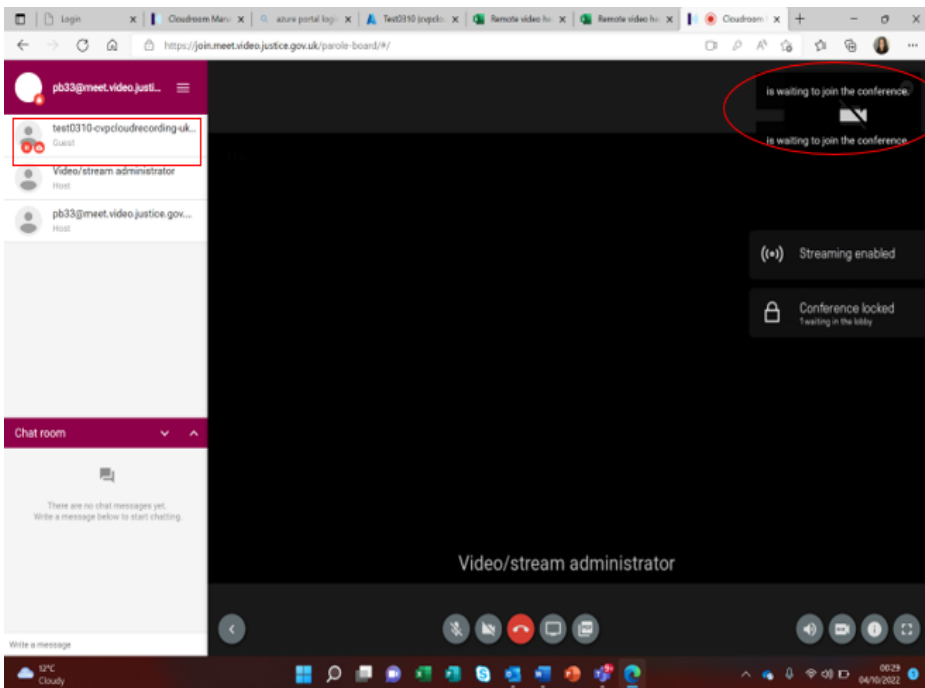 Login
Cloudroom Mana
azure portal logi
Test0310 (cvpclo.
Remote video he
Remote video he
Cloudroom
https://join.meet.video.justice.gov.uk/parole-board/#/
pb33@meet.video.justi...
test0310-cvpcloudrecording-uk...
Guest
Video/stream administrator
Host
pb33@meet.video.justice.gov....
Host
is waiting to join the conference.
is waiting to join the conference.
Streaming enabled
Conference locked
1 waiting in the lobby
Chat room
There are no chat messages yet.
Write a message below to start chatting.
Video/stream administrator
Write a message
12°C
Cloudy
00:29
04/10/2022